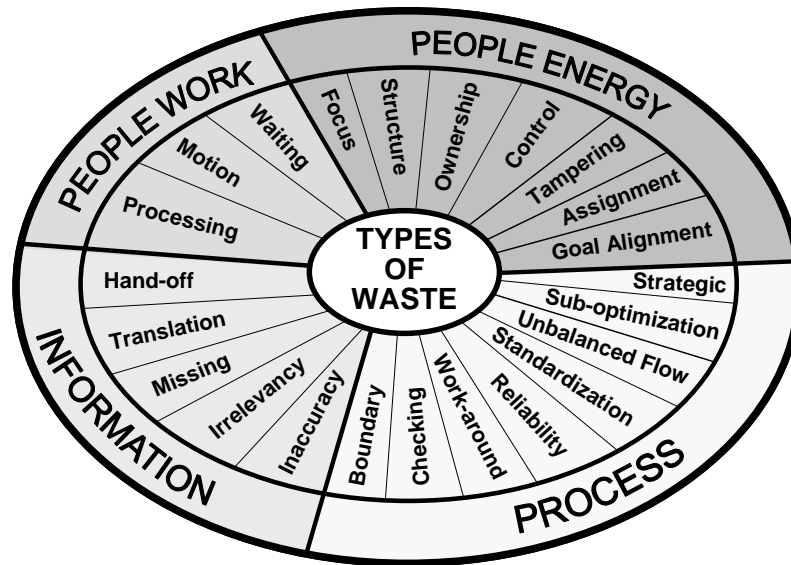 TYPES
OF
WASTE
PEOPLE ENERGY
Focus
Structure
Ownership
Control
Tampering
Assignment
Goal Alignment
PROCESS
Strategic
Sub-optimization
Unbalanced Flow
Standardization
Reliability
Work-around
Checking
Boundary
INFORMATION
Inaccuracy
Irrelevancy
Missing
Translation
Hand-off
PEOPLE WORK
Processing
Motion
Waiting